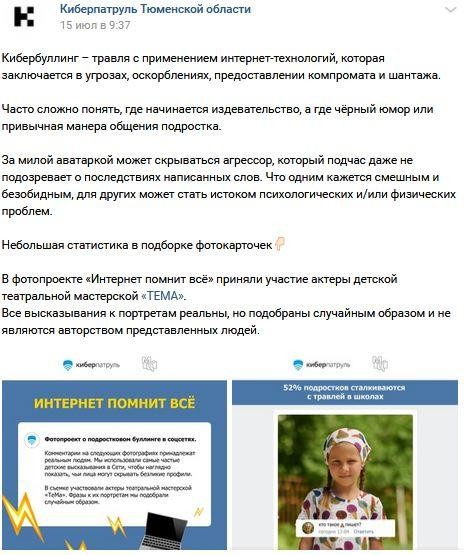 Киберпатруль Тюменской области
15 июл в 9:37
Кибербуллинг – травля с применением интернет-технологий, которая
заключается в угрозах, оскорблениях, предоставлении компромата и шантажа.
Часто сложно понять, где начинается издевательство, а где чёрный юмор или
привычная манера общения подростка.
За милой аватаркой может скрываться агрессор, который подчас даже не
подозревает о последствиях написанных слов. Что одним кажется смешным и
безобидным, для других может стать истоком психологических и/или физических
проблем.
Небольшая статистика в подборке фотокарточек👇🏻
В фотопроекте «Интернет помнит всё» приняли участие актеры детской
театральной мастерской «ТЕМА».
Все высказывания к портретам реальны, но подобраны случайным образом и не
являются авторством представленных людей.
киберпатруль
ИНТЕРНЕТ ПОМНИТ ВСЁ
Фотопроект о подростковом буллинге в соцсетях.
Комментарии на следующих фотографиях принадлежат
реальным людям. Мы использовали самые частые
детские высказывания в Сети, чтобы наглядно
показать, чьи лица могут скрывать безликие профили.
В съемке участвовали актеры театральной мастерской
«ТеМа». Фразы к их портретам мы подобрали
случайным образом.
киберпатруль
52% подростков сталкиваются
с травлей в школах
кто такое д пишет?
сегодня 13:04 Ответить